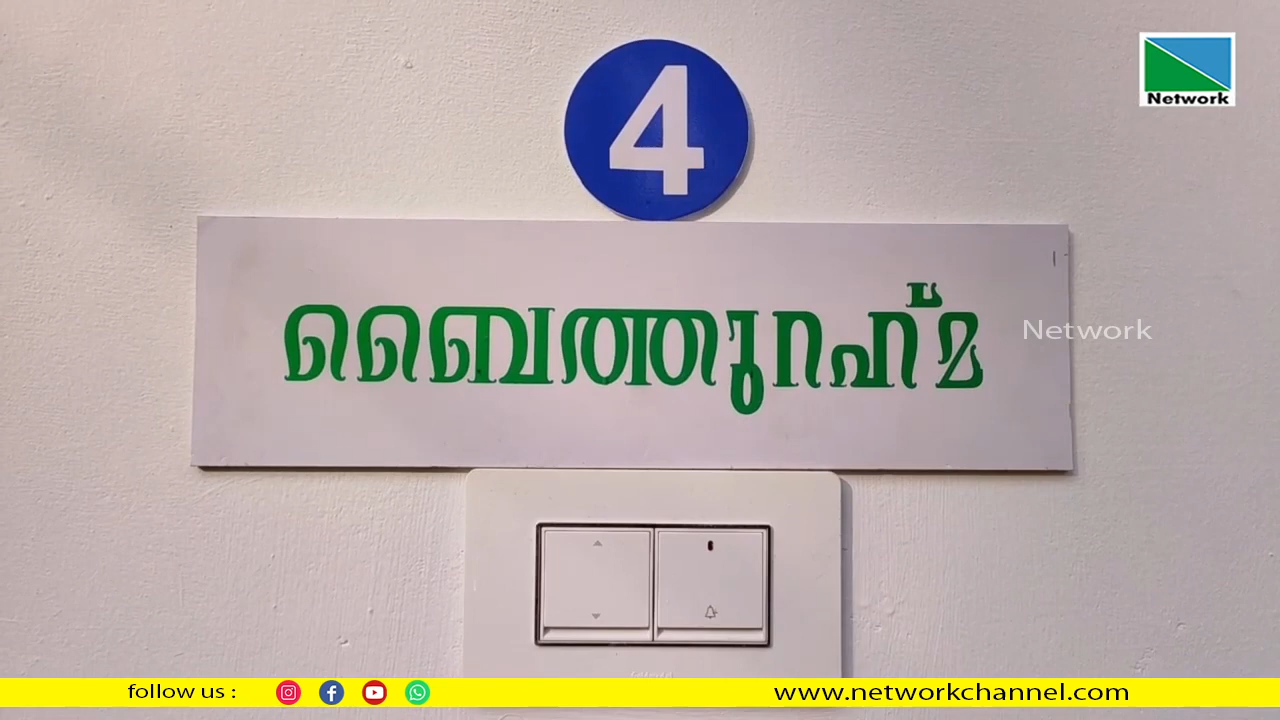 4
Network
ബൈത്തുറഹ്‌മ
Network
follow us :
www.networkchannel.com